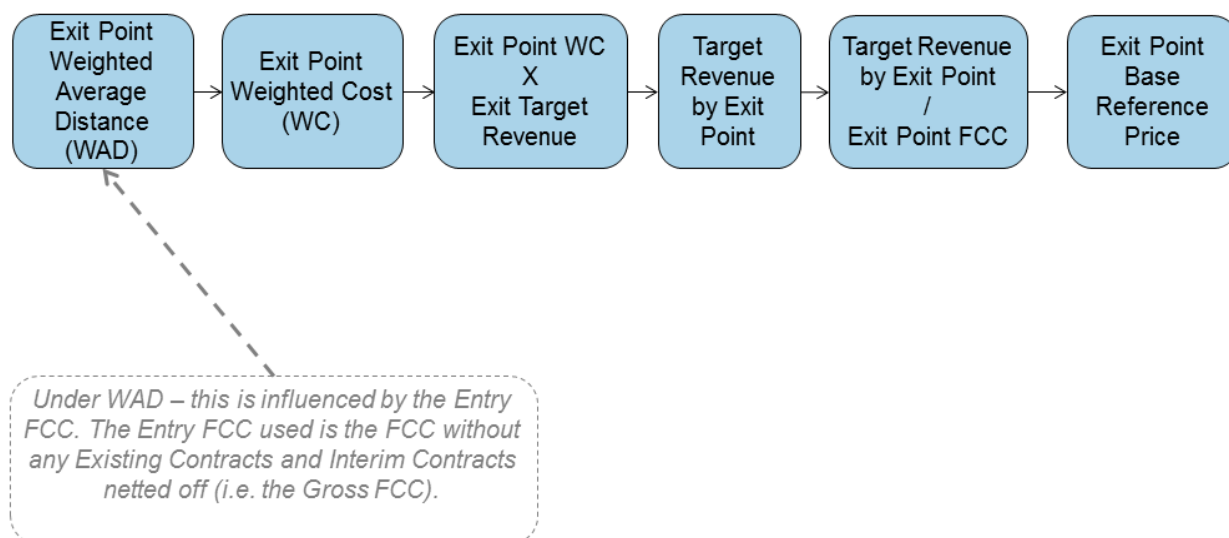 Exit Point
Weighted
Average
Distance
(WAD)
Exit Point
Weighted Cost
(WC)
Exit Point WC
X
Exit Target
Revenue
Target
Revenue
by Exit
Point
Target Revenue
by Exit Point
/
Exit Point FCC
Exit Point
Base
Reference
Price
Under WAD – this is influenced by the Entry
FCC. The Entry FCC used is the FCC without
any Existing Contracts and Interim Contracts
netted off (i.e. the Gross FCC).